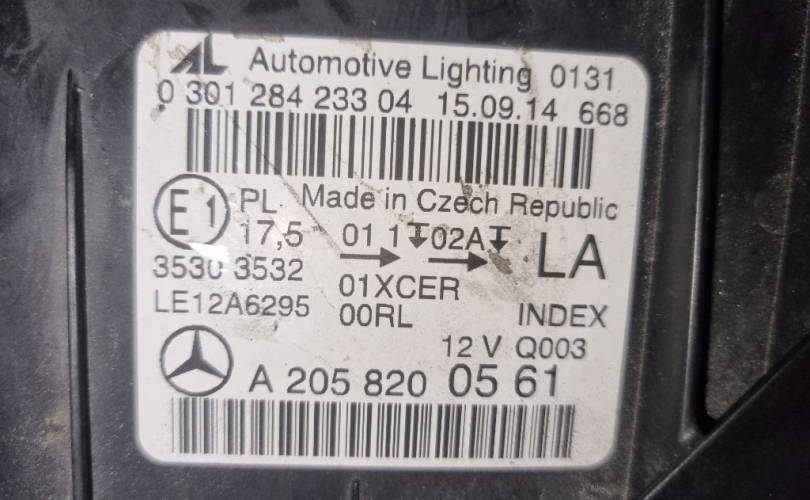 AL Automotive Lighting 0131
0 301 284 233 04 15.09.14 668
E1 PL Made in Czech Republic
17,5 01 1 02A LA
3530 3532 01XCER
LE12A6295 00RL INDEX
12 V Q003
A 205 820 05 61